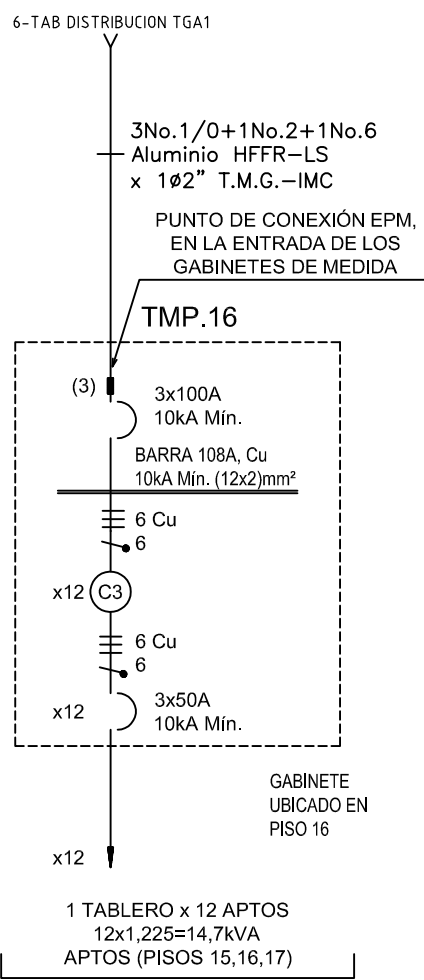 6-TAB DISTRIBUCION TGA1
3No.1/0+1No.2+1No.6
Aluminio HFFR-LS
x 1ø2" T.M.G.-IMC
PUNTO DE CONEXIÓN EPM,
EN LA ENTRADA DE LOS
GABINETES DE MEDIDA
TMP.16
(3)
3x100A
10kA Mín.
BARRA 108A, Cu
10kA Mín. (12x2)mm²
6 Cu
6
x12
C3
6 Cu
6
x12
3x50A
10kA Mín.
GABINETE
UBICADO EN
PISO 16
x12
1 TABLERO x 12 APTOS
12x1,225=14,7kVA
APTOS (PISOS 15,16,17)